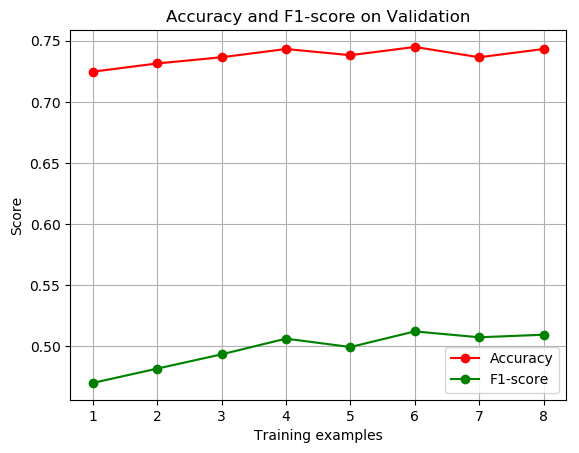 Accuracy and F1-score on Validation
0.75
0.70
0.65
0.60
0.55
0.50
Score
Accuracy
F1-score
1 2 3 4 5 6 7 8
Training examples